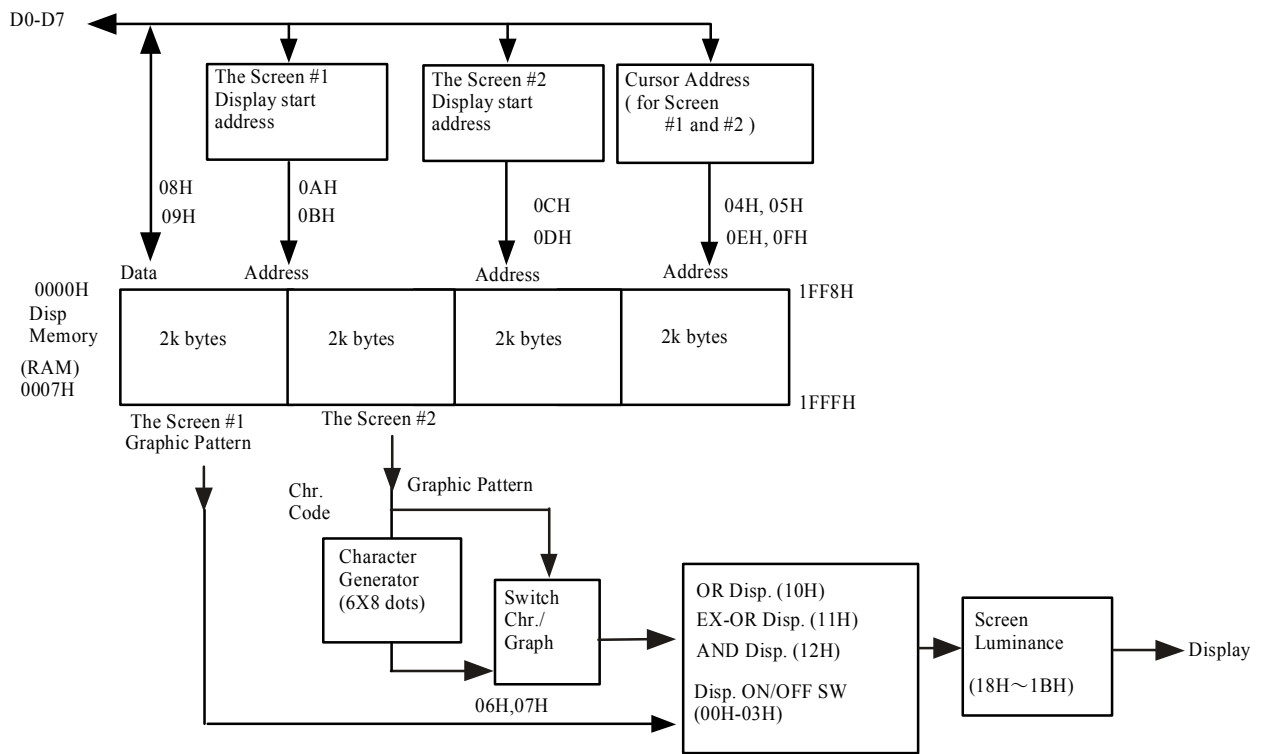 D0-D7
The Screen #1
Display start
address
The Screen #2
Display start
address
Cursor Address
( for Screen
#1 and #2 )
08H
09H
0AH
0BH
0CH
0DH
04H, 05H
0EH, 0FH
Data
Address
Address
Address
0000H
Disp
Memory
(RAM)
0007H
2k bytes
2k bytes
2k bytes
2k bytes
1FF8H
1FFFH
The Screen #1
Graphic Pattern
The Screen #2
Chr.
Code
Graphic Pattern
Character
Generator
(6X8 dots)
Switch
Chr./
Graph
06H,07H
OR Disp. (10H)
EX-OR Disp. (11H)
AND Disp. (12H)
Disp. ON/OFF SW
(00H-03H)
Screen
Luminance
(18H～1BH)
Display